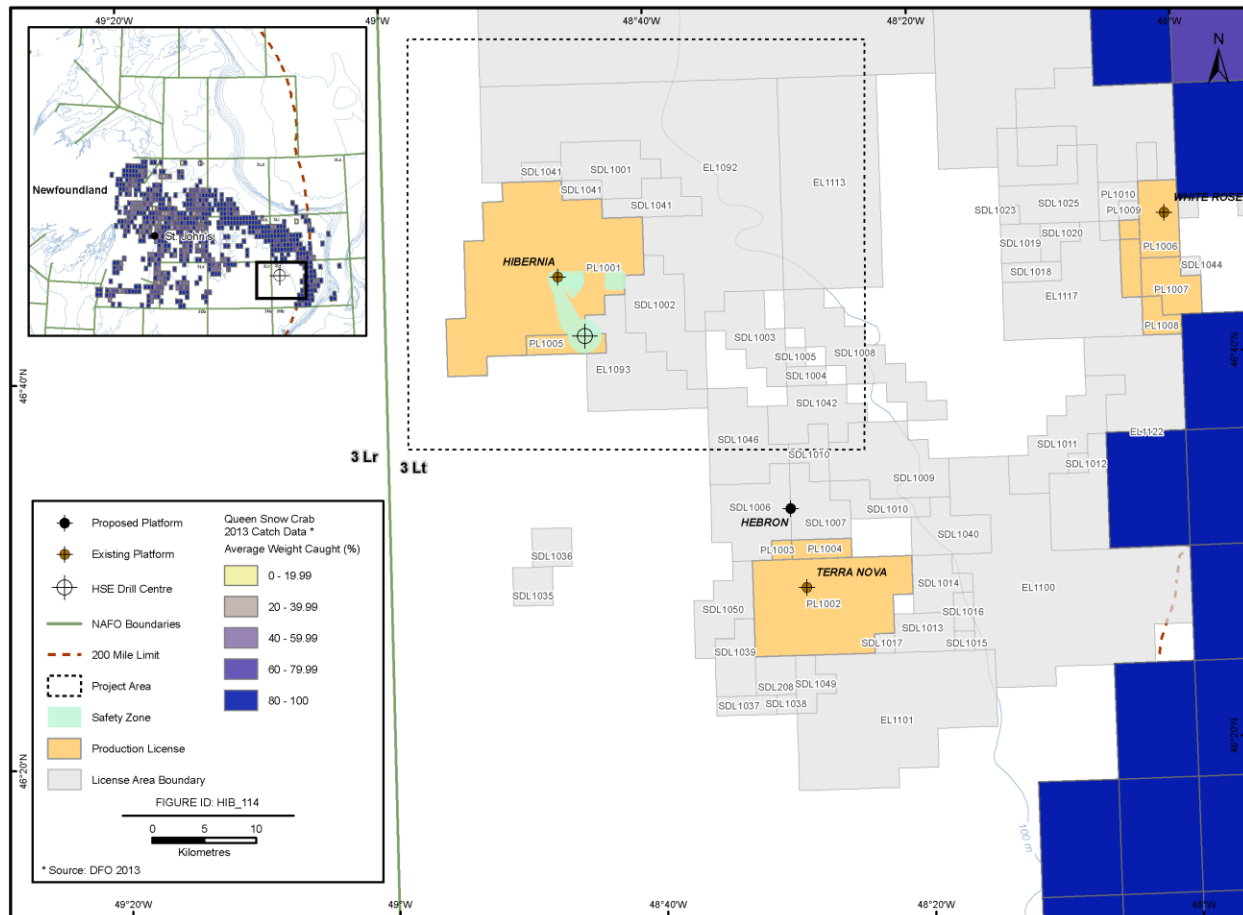 49°20'W
49°W
48°40'W
48°20'W
48°W
N
Newfoundland
St. John's
SDL1041
SDL1001
SDL1041
SDL1041
EL1092
EL1113
HIBERNIA
PL1001
SDL1002
PL1005
EL1093
SDL1003
SDL1005
SDL1004
SDL1008
SDL1042
SDL1023
SDL1025
SDL1020
SDL1019
SDL1018
EL1117
PL1010
PL1009
WHITE ROSE
PL1006
SDL1044
PL1007
PL1008
46°40'N
46°40'N
3 Lr
3 Lt
SDL1046
SDL1010
SDL1009
SDL1011
SDL1012
EL1122
SDL1006
HEBRON
SDL1007
SDL1010
SDL1040
PL1003
PL1004
TERRA NOVA
PL1002
SDL1036
SDL1035
SDL1050
SDL1039
SDL1014
SDL1016
SDL1013
SDL1017
SDL1015
EL1100
SDL208
SDL1049
SDL1037
SDL1038
EL1101
46°20'N
46°20'N
100 m
Proposed Platform
Existing Platform
HSE Drill Centre
NAFO Boundaries
200 Mile Limit
Project Area
Safety Zone
Production License
License Area Boundary
Queen Snow Crab
2013 Catch Data *
Average Weight Caught (%)
0 - 19.99
20 - 39.99
40 - 59.99
60 - 79.99
80 - 100
FIGURE ID: HIB_114
0 5 10
Kilometres
* Source: DFO 2013
49°20'W
49°W
48°40'W
48°20'W
48°W